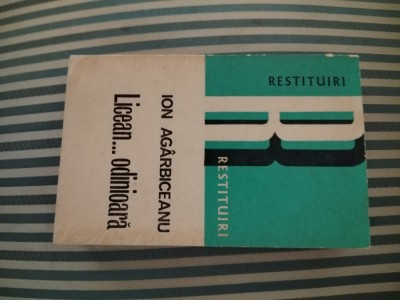 RESTITUIRI
R
RESTITUIRI
ION AGÂRBICEANU
Licean... odinioară